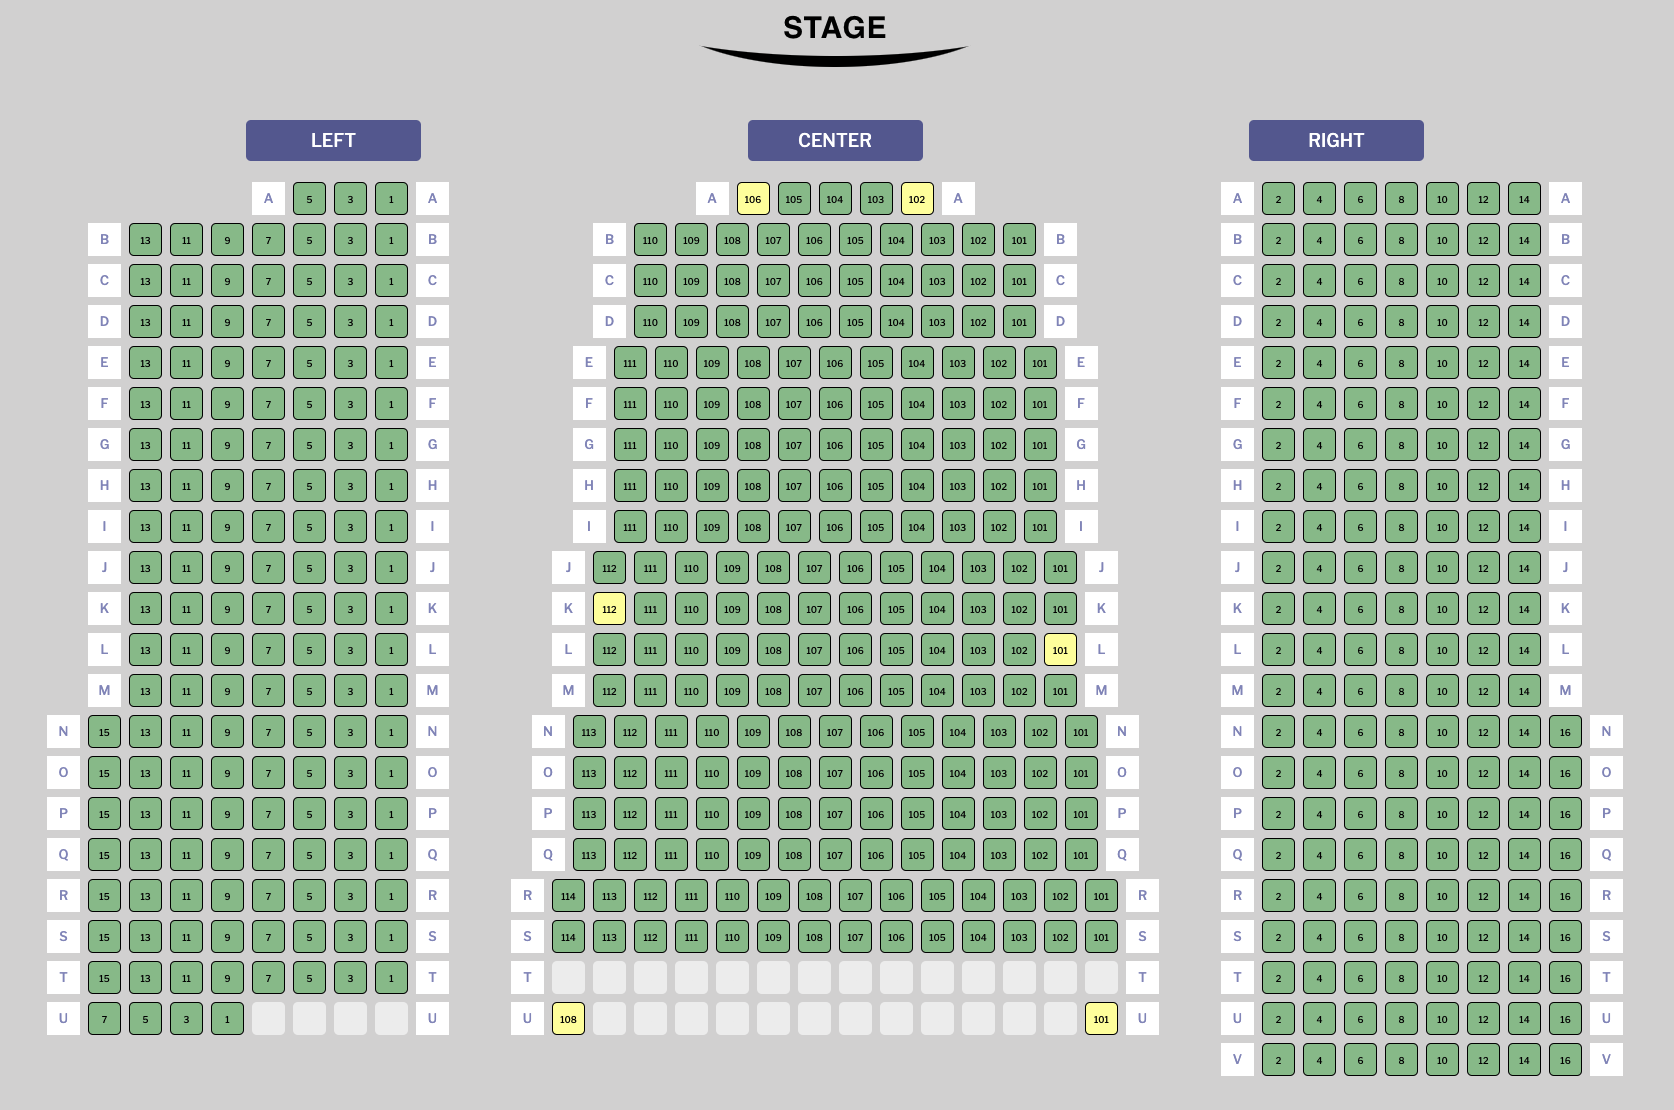 STAGE
LEFT CENTER RIGHT
A 5 3 1 A A 106 105 104 103 102 A A 2 4 6 8 10 12 14 A
B 13 11 9 7 5 3 1 B B 110 109 108 107 106 105 104 103 102 101 B B 2 4 6 8 10 12 14 B
C 13 11 9 7 5 3 1 C C 110 109 108 107 106 105 104 103 102 101 C C 2 4 6 8 10 12 14 C
D 13 11 9 7 5 3 1 D D 110 109 108 107 106 105 104 103 102 101 D D 2 4 6 8 10 12 14 D
E 13 11 9 7 5 3 1 E E 111 110 109 108 107 106 105 104 103 102 101 E E 2 4 6 8 10 12 14 E
F 13 11 9 7 5 3 1 F F 111 110 109 108 107 106 105 104 103 102 101 F F 2 4 6 8 10 12 14 F
G 13 11 9 7 5 3 1 G G 111 110 109 108 107 106 105 104 103 102 101 G G 2 4 6 8 10 12 14 G
H 13 11 9 7 5 3 1 H H 111 110 109 108 107 106 105 104 103 102 101 H H 2 4 6 8 10 12 14 H
I 13 11 9 7 5 3 1 I I 111 110 109 108 107 106 105 104 103 102 101 I I 2 4 6 8 10 12 14 I
J 13 11 9 7 5 3 1 J J 112 111 110 109 108 107 106 105 104 103 102 101 J J 2 4 6 8 10 12 14 J
K 13 11 9 7 5 3 1 K K 112 111 110 109 108 107 106 105 104 103 102 101 K K 2 4 6 8 10 12 14 K
L 13 11 9 7 5 3 1 L L 112 111 110 109 108 107 106 105 104 103 102 101 L L 2 4 6 8 10 12 14 L
M 13 11 9 7 5 3 1 M M 112 111 110 109 108 107 106 105 104 103 102 101 M M 2 4 6 8 10 12 14 M
N 15 13 11 9 7 5 3 1 N N 113 112 111 110 109 108 107 106 105 104 103 102 101 N N 2 4 6 8 10 12 14 16 N
O 15 13 11 9 7 5 3 1 O O 113 112 111 110 109 108 107 106 105 104 103 102 101 O O 2 4 6 8 10 12 14 16 O
P 15 13 11 9 7 5 3 1 P P 113 112 111 110 109 108 107 106 105 104 103 102 101 P P 2 4 6 8 10 12 14 16 P
Q 15 13 11 9 7 5 3 1 Q Q 113 112 111 110 109 108 107 106 105 104 103 102 101 Q Q 2 4 6 8 10 12 14 16 Q
R 15 13 11 9 7 5 3 1 R R 114 113 112 111 110 109 108 107 106 105 104 103 102 101 R R 2 4 6 8 10 12 14 16 R
S 15 13 11 9 7 5 3 1 S S 114 113 112 111 110 109 108 107 106 105 104 103 102 101 S S 2 4 6 8 10 12 14 16 S
T 15 13 11 9 7 5 3 1 T T T T 2 4 6 8 10 12 14 16 T
U 7 5 3 1 U U 108 101 U U 2 4 6 8 10 12 14 16 U
V 2 4 6 8 10 12 14 16 V